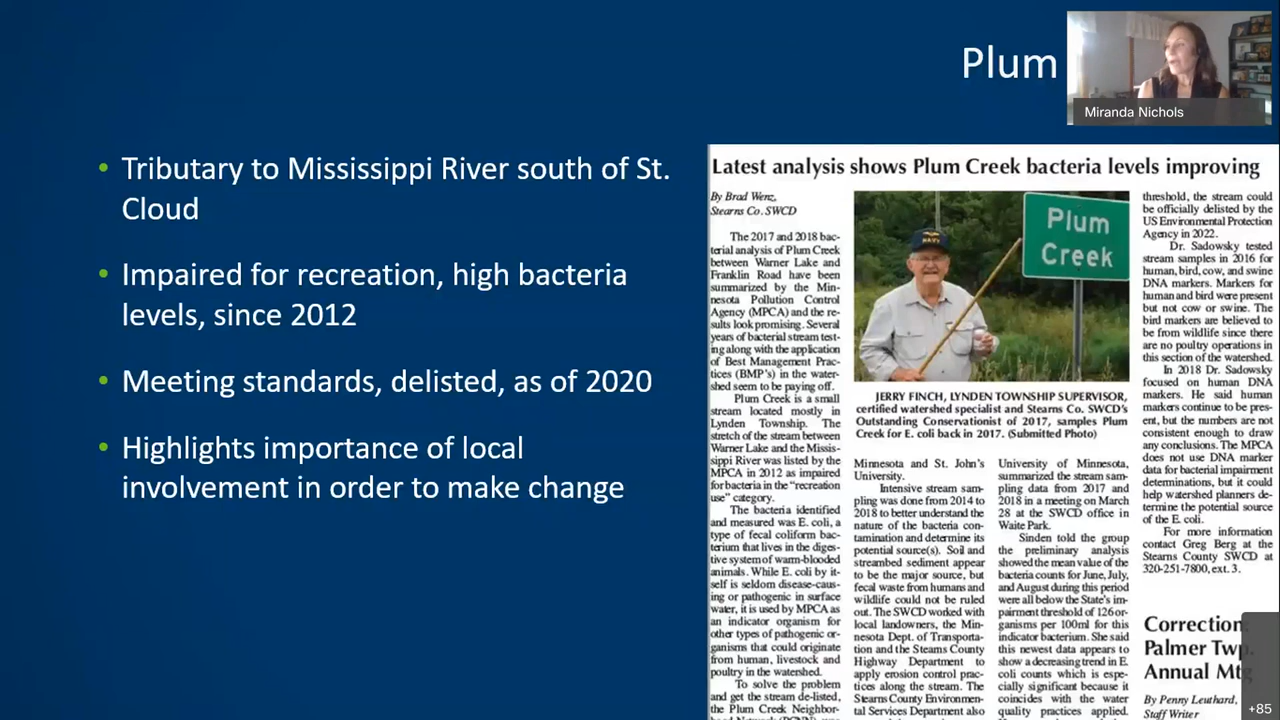 Plum
Miranda Nichols
• Tributary to Mississippi River south of St.
Cloud
• Impaired for recreation, high bacteria
levels, since 2012
• Meeting standards, delisted, as of 2020
• Highlights importance of local
involvement in order to make change
Latest analysis shows Plum Creek bacteria levels improving
By Brad Wenz,
Stearns Co. SWCD
The 2017 and 2018 bac-
terial analysis of Plum Creek
between Warner Lake and
Franklin Road have been
summarized by the Min-
nesota Pollution Control
Agency (MPCA) and the re-
sults look promising. Several
years of bacterial stream test-
ing along with the application
of Best Management Prac-
tices (BMP's) in the water-
shed seem to be paying off.
Plum Creek is a small
stream located mostly in
Lynden Township. The
stretch of the stream between
Warner Lake and the Missis-
sippi River was listed by the
MPCA in 2012 as impaired
for bacteria in the "recreation
use" category.
The bacteria identified
and measured was E. coli, a
type of fecal coliform bac-
terium that lives in the diges-
tive system of warm-blooded
animals. While E. coli by it-
self is seldom disease-caus-
ing or pathogenic in surface
water, it is used by MPCA as
an indicator organism for
other types of pathogenic or-
ganisms that could originate
from human, livestock and
poultry in the watershed.
To solve the problem
and get the stream de-listed,
the Plum Creek Neighbor-
Plum
Creek
NAVY
JERRY FINCH, LYNDEN TOWNSHIP SUPERVISOR,
certified watershed specialist and Stearns Co. SWCD's
Outstanding Conservationist of 2017, samples Plum
Creek for E. coli back in 2017. (Submitted Photo)
Minnesota and St. John's
University.
Intensive stream sam-
pling was done from 2014 to
2018 to better understand the
nature of the bacteria con-
tamination and determine its
potential source(s). Soil and
streambed sediment appear
to be the major source, but
fecal waste from humans and
wildlife could not be ruled
out. The SWCD worked with
local landowners, the Min-
nesota Dept. of Transporta-
tion and the Stearns County
Highway Department to
apply erosion control prac-
tices along the stream. The
Stearns County Environmen-
tal Services Department also
University of Minnesota,
summarized the stream sam-
pling data from 2017 and
2018 in a meeting on March
28 at the SWCD office in
Waite Park.
Sinden told the group
the preliminary analysis
showed the mean value of the
bacteria counts for June, July,
and August during this period
were all below the State's im-
pairment threshold of 126 or-
ganisms per 100ml for this
indicator bacterium. She said
this newest data appears to
show a decreasing trend in E.
coli counts which is espe-
cially significant because it
coincides with the water
quality practices applied.
threshold, the stream could
be officially delisted by the
US Environmental Protection
Agency in 2022.
Dr. Sadowsky tested
stream samples in 2016 for
human, bird, cow, and swine
DNA markers. Markers for
human and bird were present
but not cow or swine. The
bird markers are believed to
be from wildlife since there
are no poultry operations in
this section of the watershed.
In 2018 Dr. Sadowsky
focused on human DNA
markers. He said human
markers continue to be pres-
ent, but the numbers are not
consistent enough to draw
any conclusions. The MPCA
does not use DNA marker
data for bacterial impairment
determinations, but it could
help watershed planners de-
termine the potential source
of the E. coli.
For more information
contact Greg Berg at the
Stearns County SWCD at
320-251-7800, ext. 3.
Correction
Palmer Twp.
Annual Mtg
By Penny Leuthard,
Staff Writer
+85